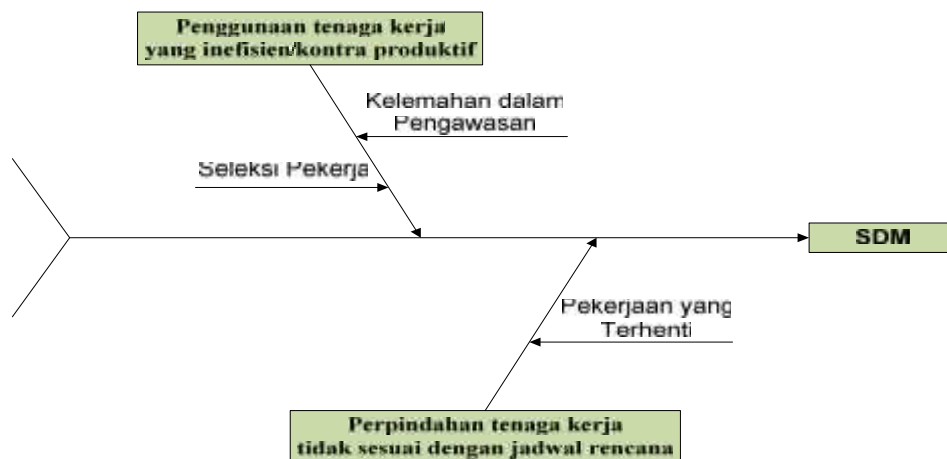 Penggunaan tenaga kerja
yang inefisien/kontra produktif
Kelemahan dalam
Pengawasan
Seleksi Pekerja
SDM
Pekerjaan yang
Terhenti
Perpindahan tenaga kerja
tidak sesuai dengan jadwal rencana